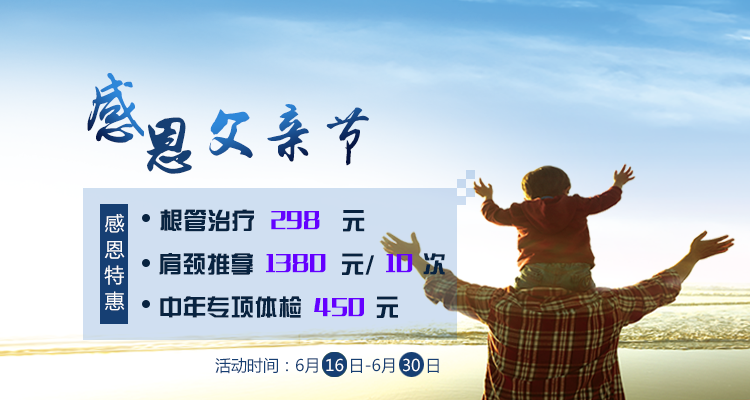 感恩父亲节
感恩特惠
• 根管治疗 298 元
• 肩颈推拿 1380 元/ 10 次
• 中年专项体检 450 元
活动时间：6月16日-6月30日